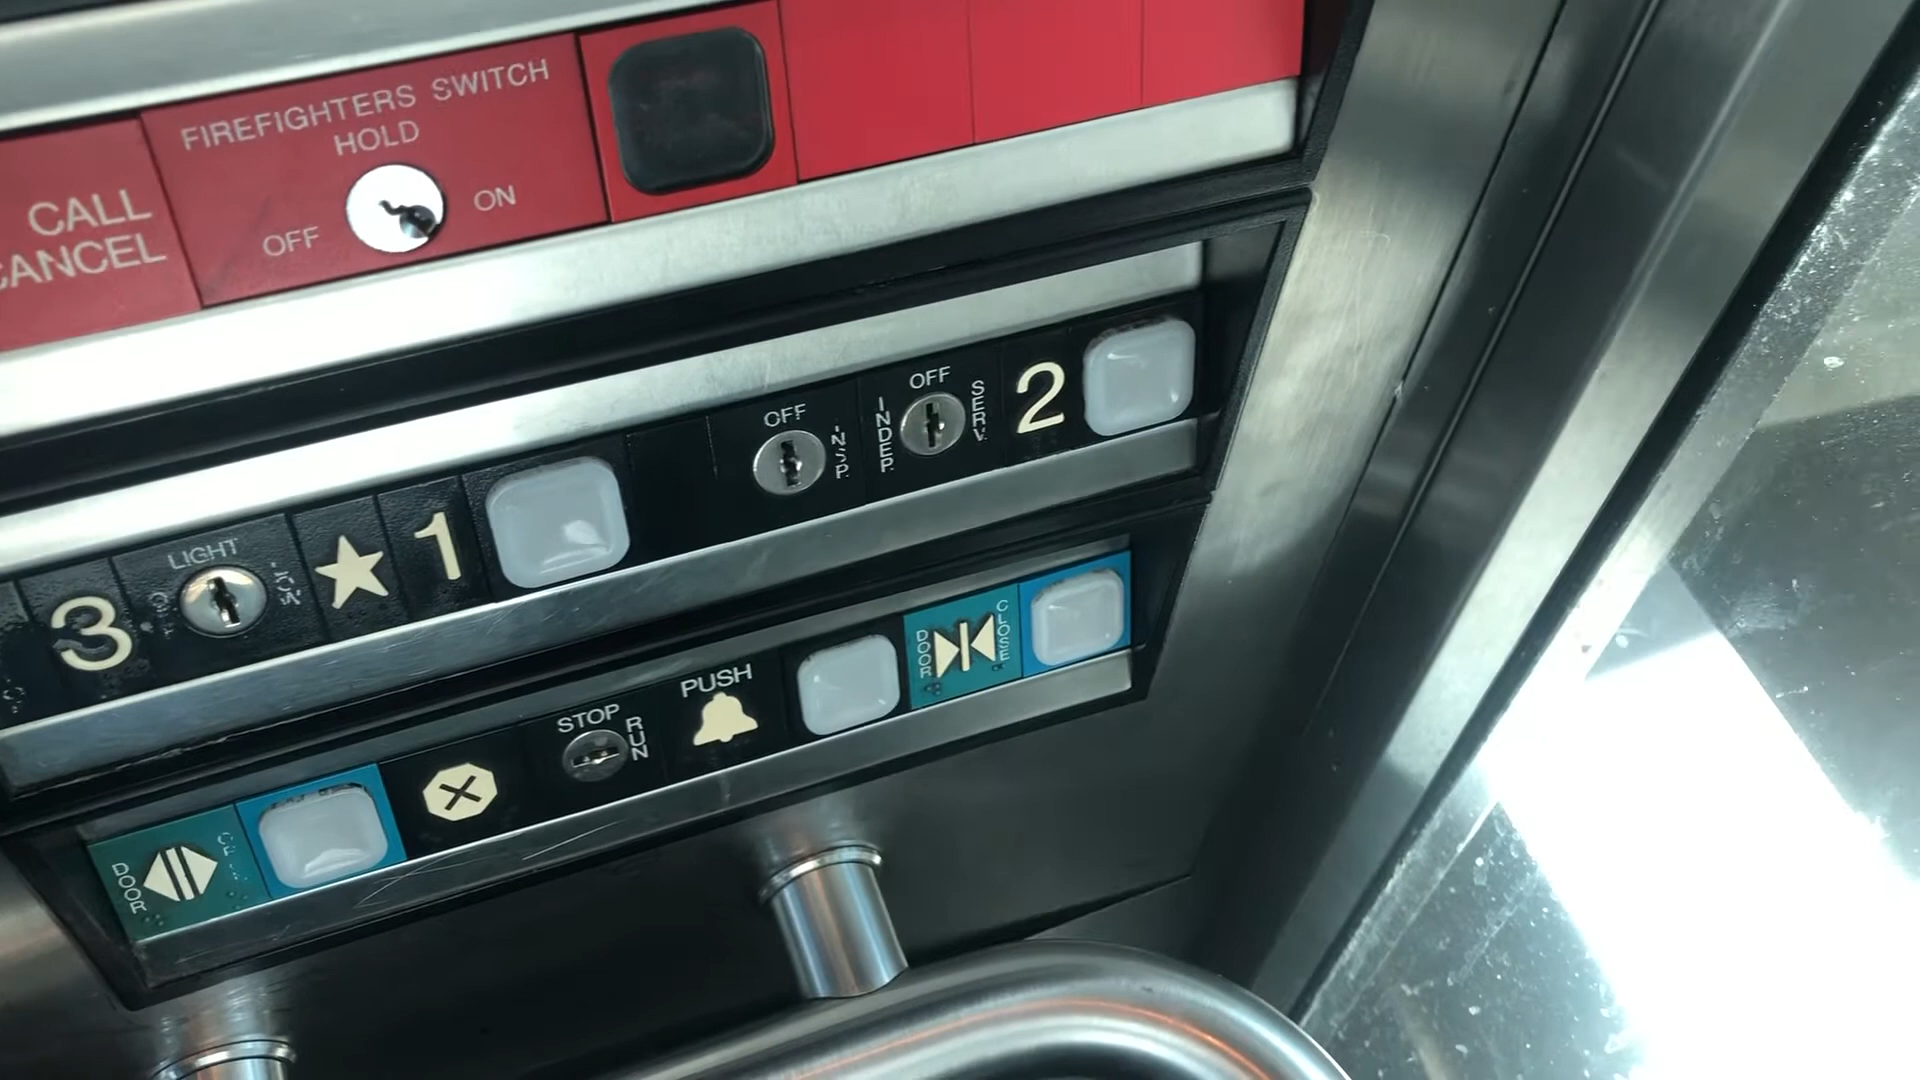 FIREFIGHTERS SWITCH
HOLD
OFF
ON
CALL
CANCEL
3
LIGHT
★1
OFF
INSP.
INDEP.
OFF
SERV.
2
DOOR
STOP
RUN
PUSH
DOOR
CLOSE